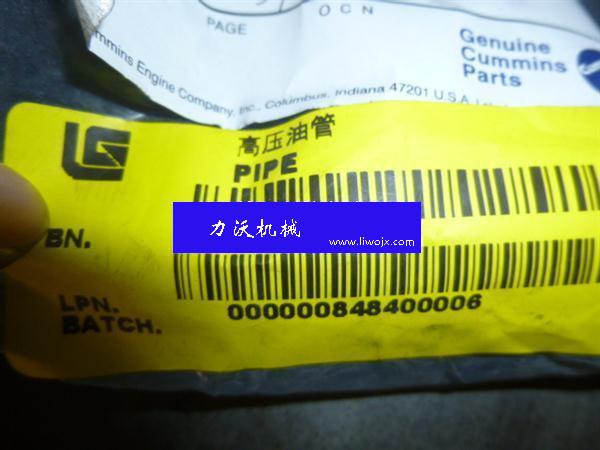 OCN
PAGE
Genuine
Cummins
Parts
mmins Engine Company, Inc., Columbus, Indiana 47201 U.S.A.
LG
高压油管
PIPE
BN.
力沃机械
www.liwojx.com
LPN.
000000848400006
BATCH.